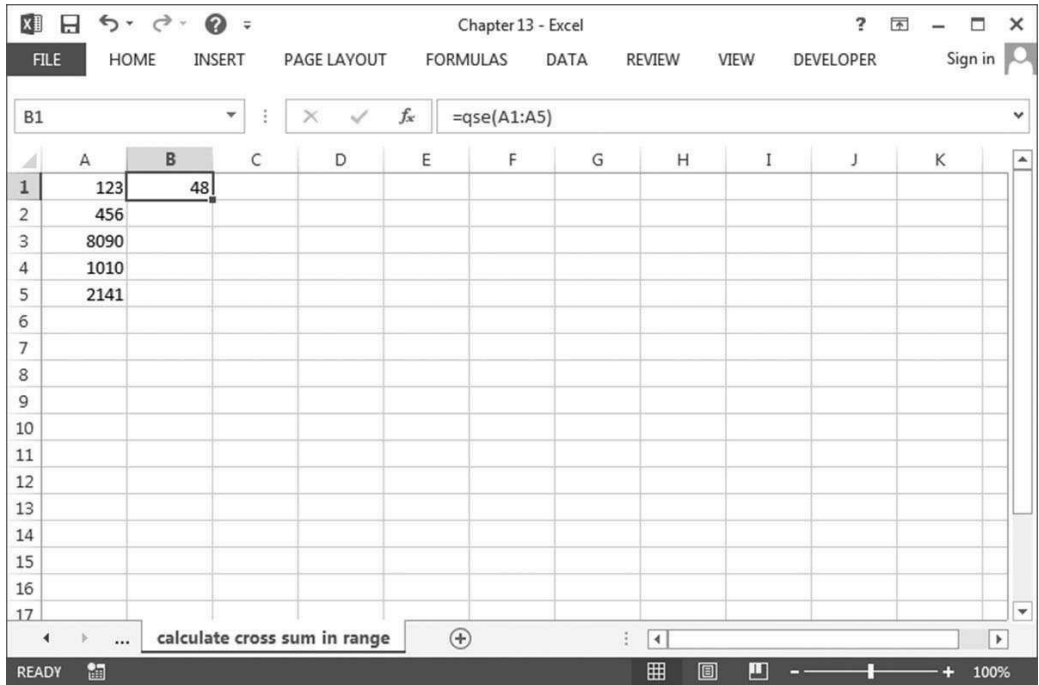 Chapter 13 - Excel
FILE HOME INSERT PAGE LAYOUT FORMULAS DATA REVIEW VIEW DEVELOPER Sign in
B1 fx =qse(A1:A5)
A B C D E F G H I J K
1 123 48
2 456
3 8090
4 1010
5 2141
6
7
8
9
10
11
12
13
14
15
16
17
... calculate cross sum in range
READY 100%